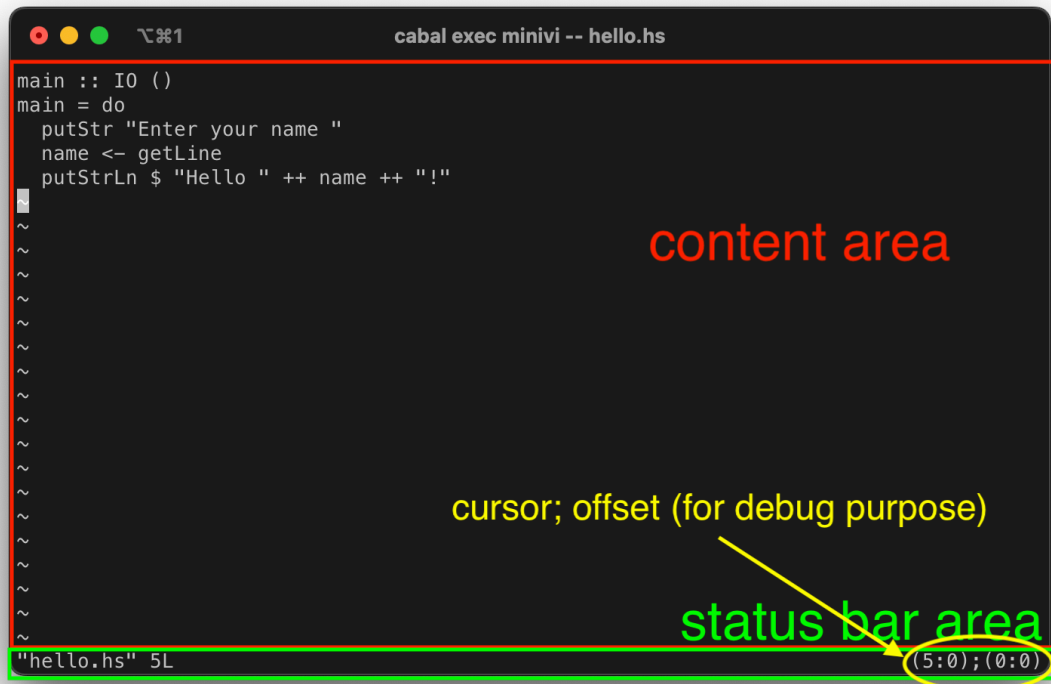 ⌥⌘1 cabal exec minivi -- hello.hs
main :: IO ()
main = do
  putStr "Enter your name "
  name <- getLine
  putStrLn $ "Hello " ++ name ++ "!"
~
~
~
content area
~
~
~
~
~
~
~
~
~
~
cursor; offset (for debug purpose)
~
~
~
~
~
status bar area
~
"hello.hs" 5L (5:0);(0:0)